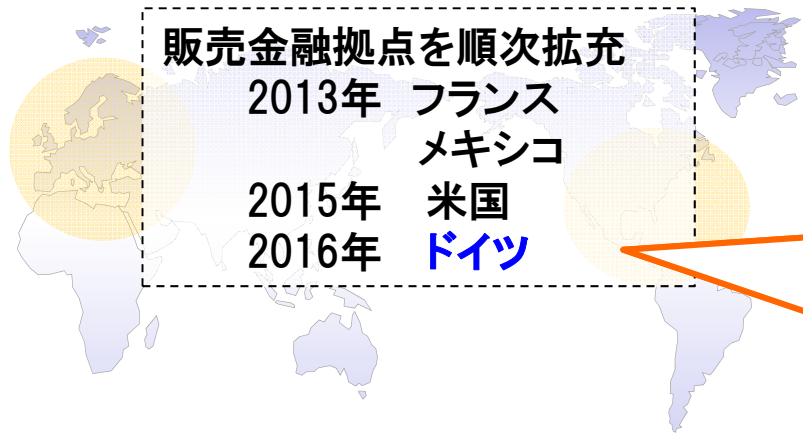 販売金融拠点を順次拡充
2013年 フランス
メキシコ
2015年 米国
2016年 ドイツ